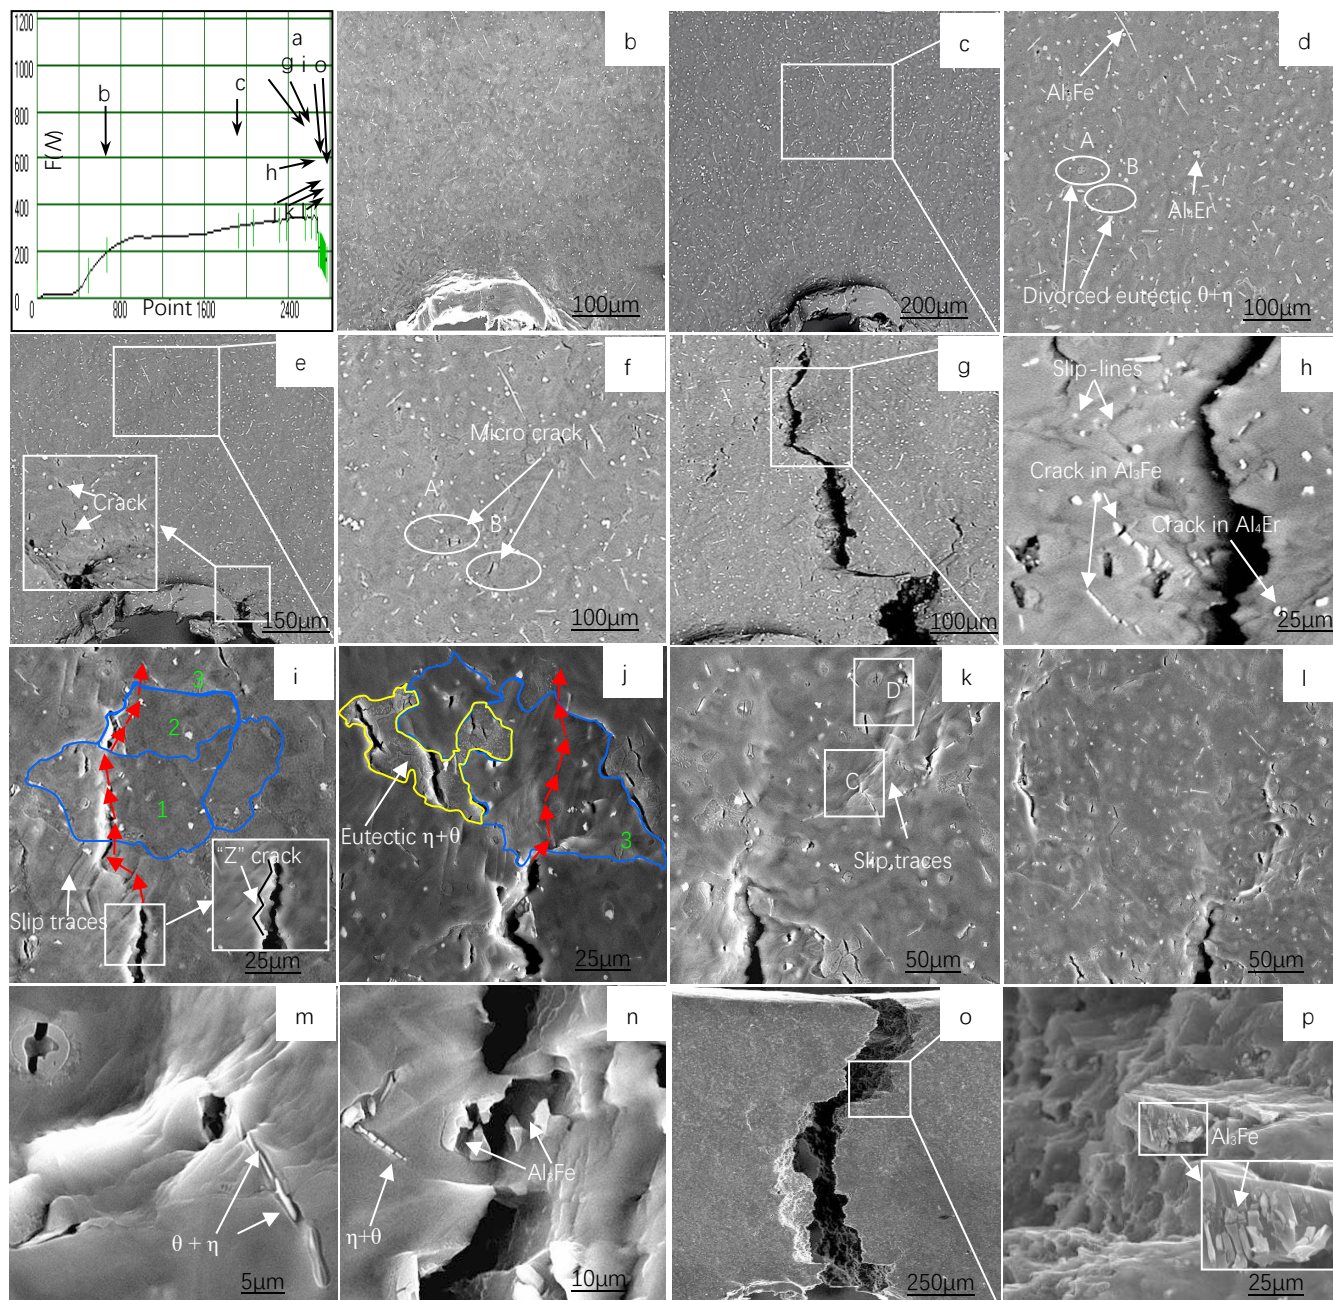 1200
1000
800
600
400
200
0
F(N)
0
800
Point
1600
2400
a
b
c
g i o
h
j k l
b
100μm
c
200μm
d
Al₃Fe
A
B
Al₄Er
Divorced eutectic θ+η
100μm
e
Crack
150μm
f
Micro crack
A'
B'
100μm
g
100μm
h
Slip-lines
Crack in Al₃Fe
Crack in Al₄Er
25μm
i
3
2
1
"Z" crack
Slip traces
25μm
j
Eutectic η+θ
3
25μm
k
D
C
Slip traces
50μm
l
50μm
m
θ + η
5μm
n
Al₃Fe
η+θ
10μm
o
250μm
p
Al₃Fe
25μm